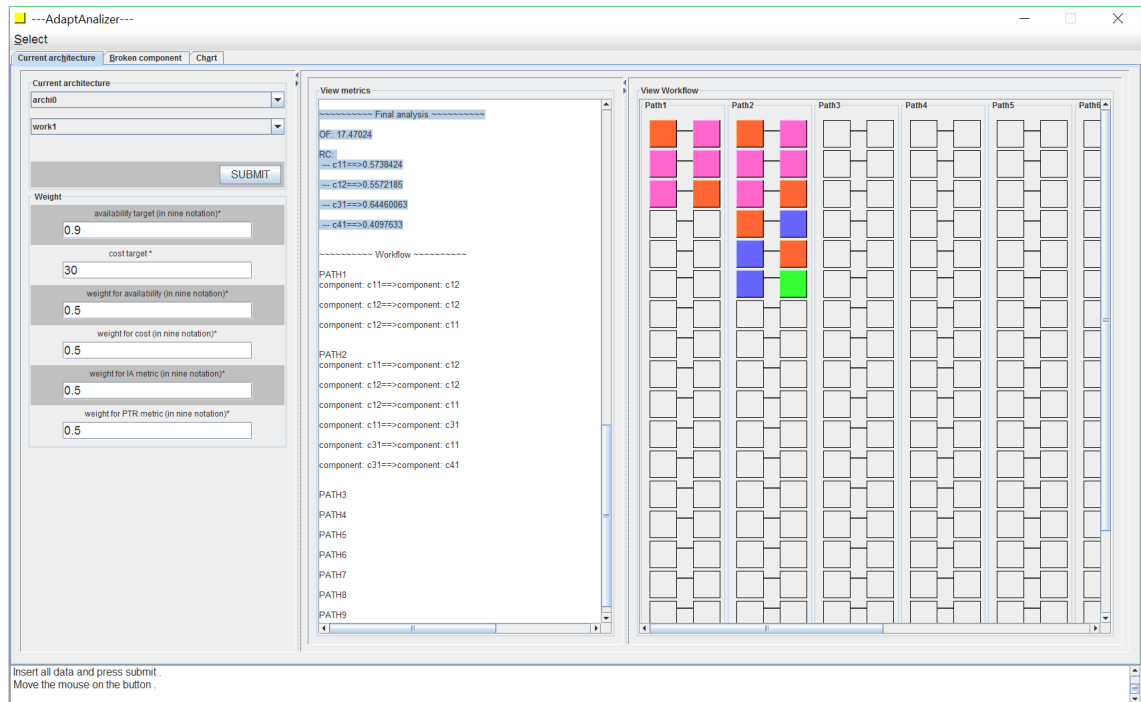 ---AdaptAnalizer---
Select
Current architecture
Broken component
Chart
Current architecture
archi0
work1
SUBMIT
Weight
availability target (in nine notation)*
0.9
cost target *
30
weight for availability (in nine notation)*
0.5
weight for cost (in nine notation)*
0.5
weight for IA metric (in nine notation)*
0.5
weight for PTR metric (in nine notation)*
0.5
View metrics
~~~~~~~~~~ Final analysis ~~~~~~~~~~
OF: 17.47024
RC:
--- c11==>0.5738424
--- c12==>0.5572185
--- c31==>0.64460063
--- c41==>0.4097633
~~~~~~~~~~ Workflow ~~~~~~~~~~
PATH1
component: c11==>component: c12
component: c12==>component: c12
component: c12==>component: c11
PATH2
component: c11==>component: c12
component: c12==>component: c12
component: c12==>component: c11
component: c11==>component: c31
component: c31==>component: c11
component: c31==>component: c41
PATH3
PATH4
PATH5
PATH6
PATH7
PATH8
PATH9
View Workflow
Path1
Path2
Path3
Path4
Path5
Path6
Insert all data and press submit .
Move the mouse on the button .